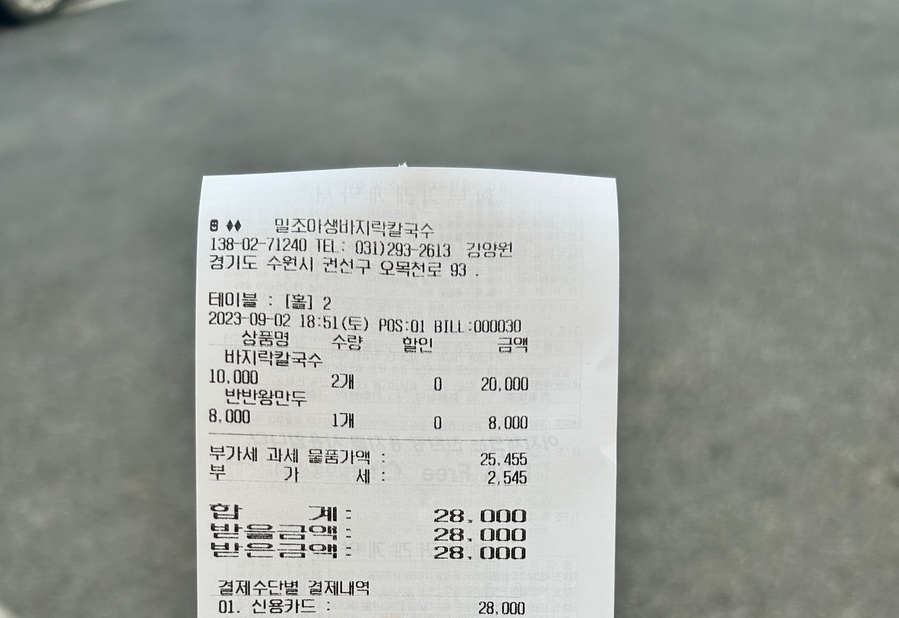 밀조아생바지락칼국수
138-02-71240 TEL: 031)293-2613 강양원
경기도 수원시 권선구 오목천로 93 .
테이블 : [홀] 2
2023-09-02 18:51(토) POS:01 BILL:000030
상품명 수량 할인 금액
바지락칼국수
10,000 2개 0 20,000
반반왕만두
8,000 1개 0 8,000
부가세 과세 물품가액 : 25,455
부 가 세 : 2,545
합 계: 28,000
받을금액: 28,000
받은금액: 28,000
결제수단별 결제내역
01. 신용카드 : 28,000